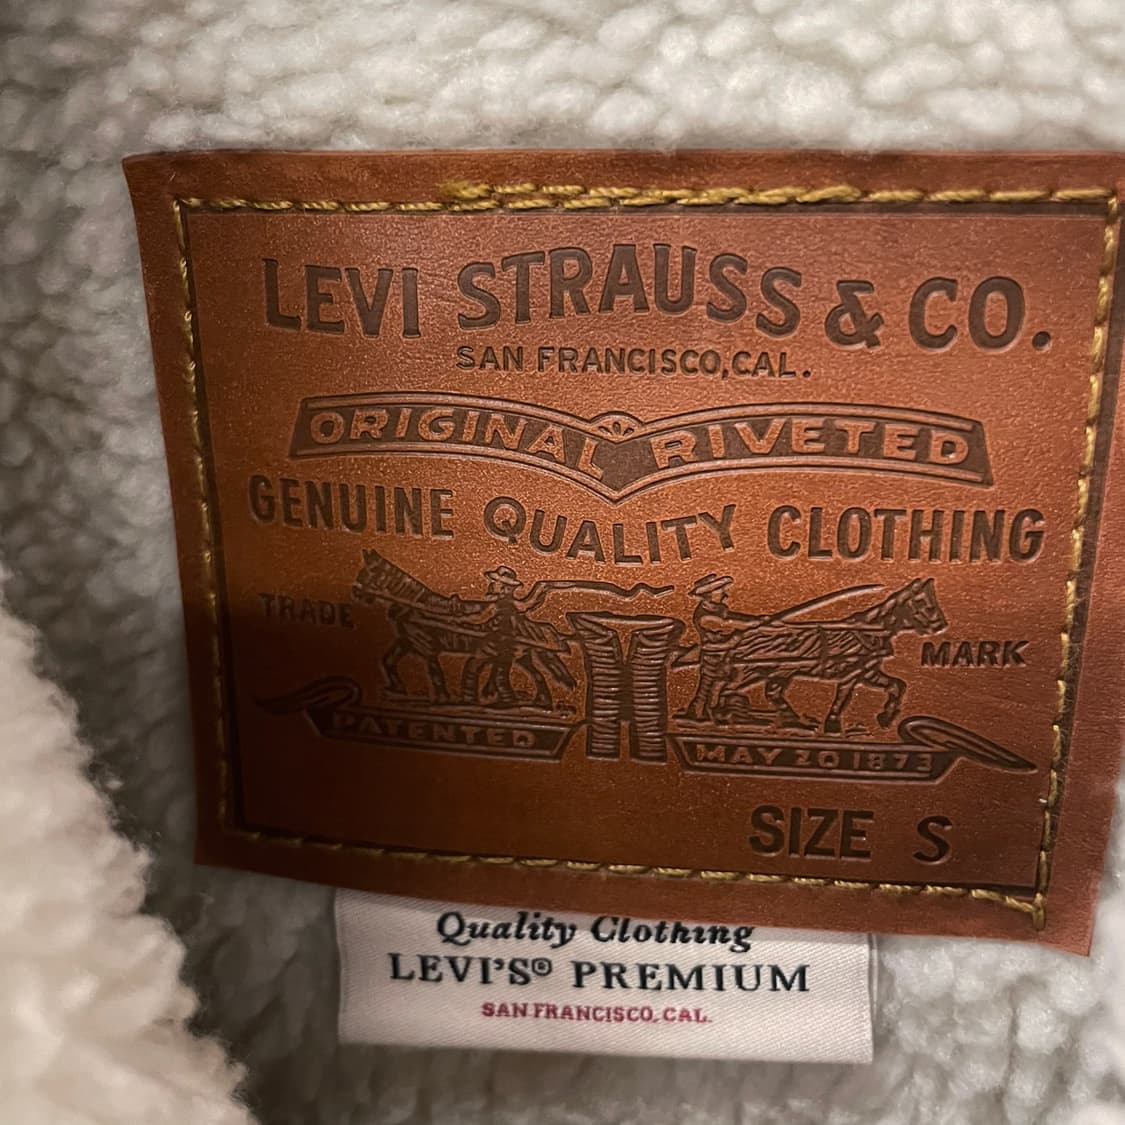 LEVI STRAUSS & CO.
SAN FRANCISCO, CAL.
ORIGINAL RIVETED
GENUINE QUALITY CLOTHING
TRADE MARK
PATENTED MAY 20 1873
SIZE S
Quality Clothing
LEVI'S® PREMIUM
SAN FRANCISCO, CAL.